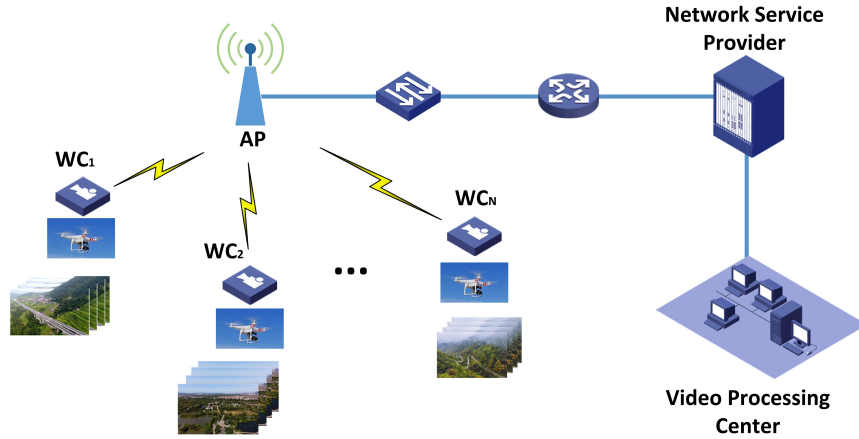 Network Service
Provider
AP
WC1
WC2
WCN
...
Video Processing
Center